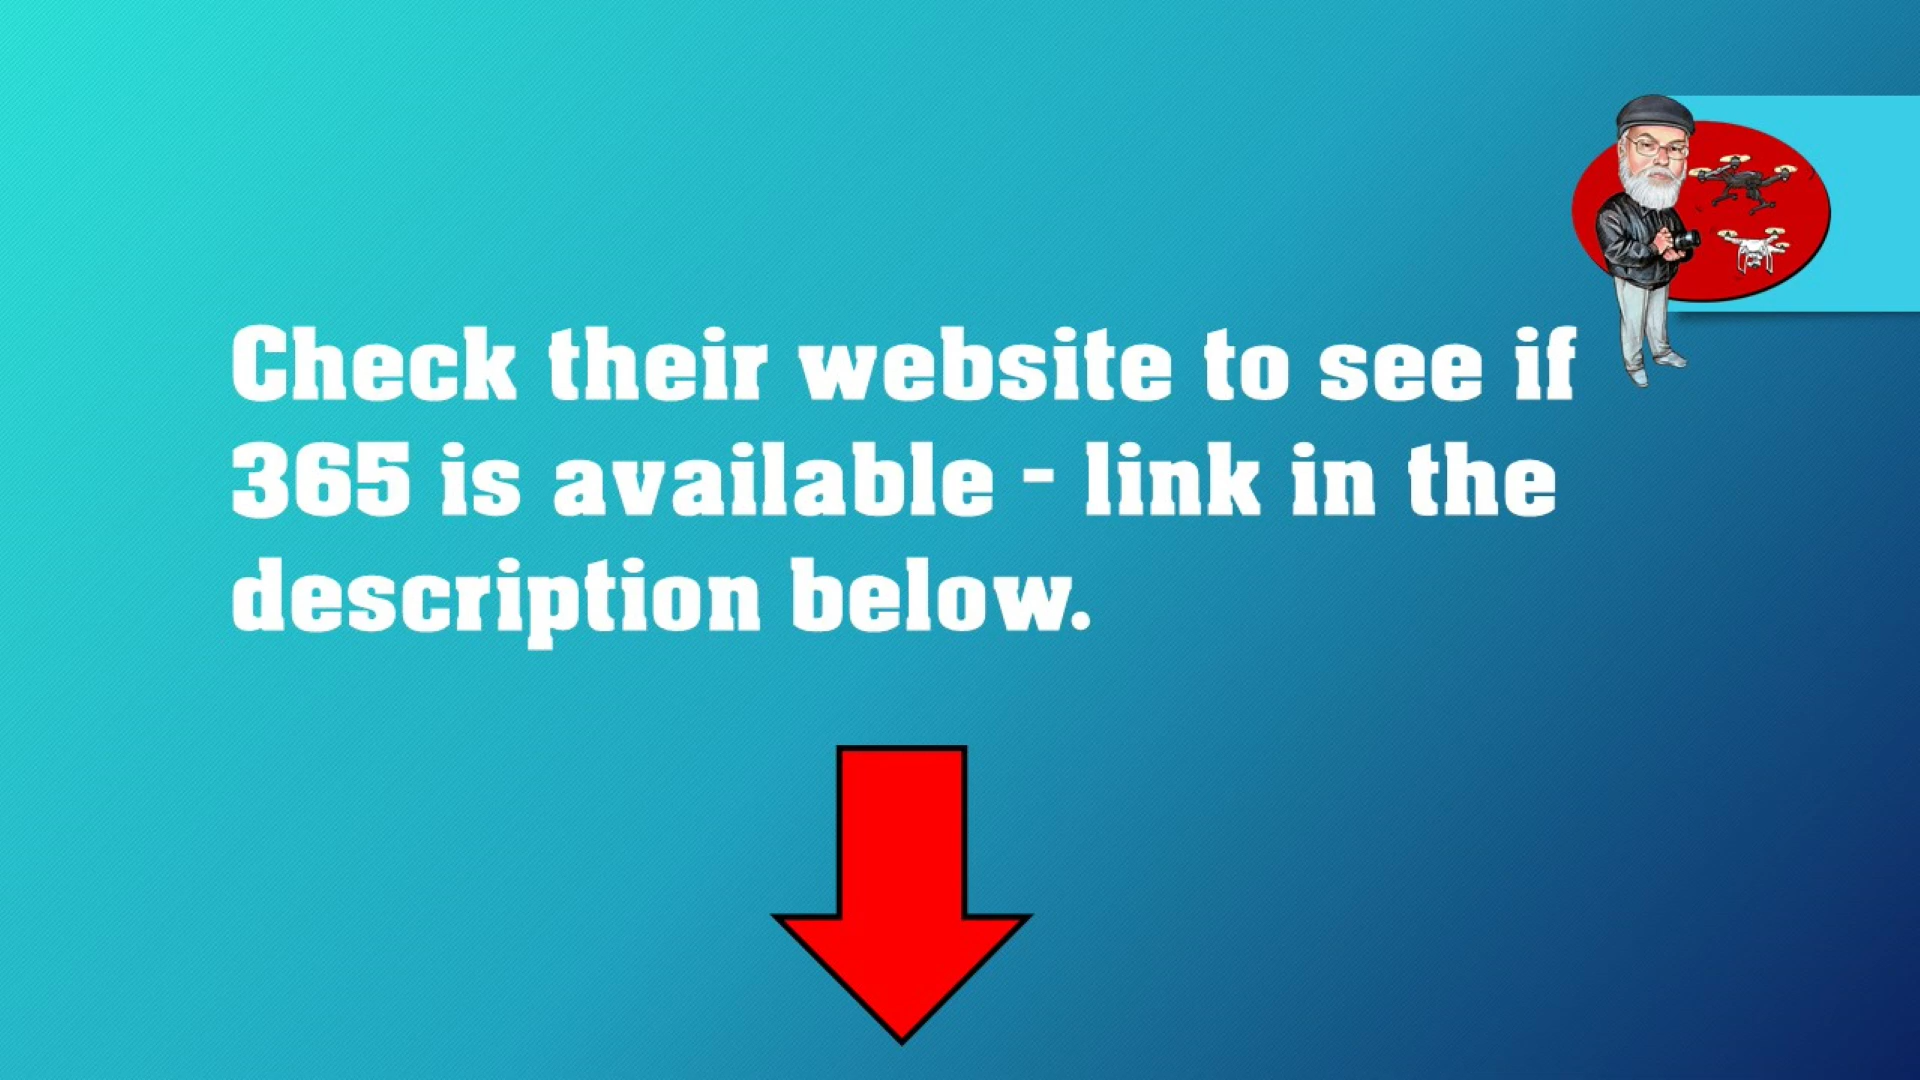 Check their website to see if
365 is available - link in the
description below.